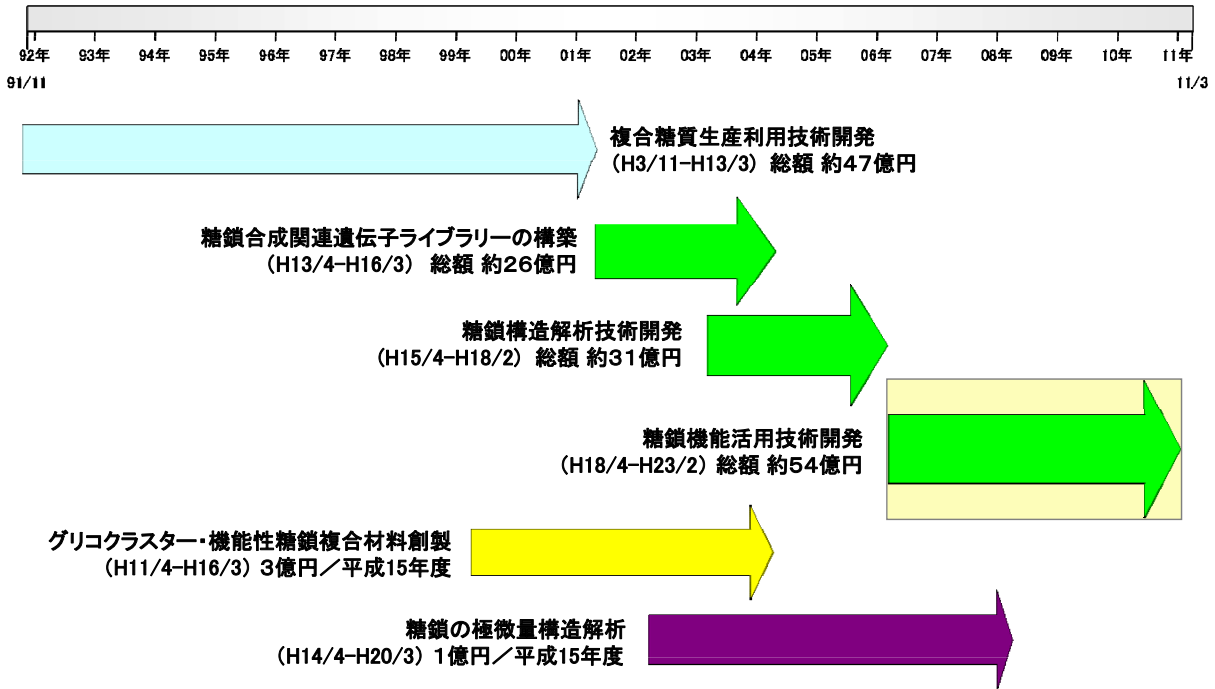 92年 93年 94年 95年 96年 97年 98年 99年 00年 01年 02年 03年 04年 05年 06年 07年 08年 09年 10年 11年
91/11 11/3
複合糖質生産利用技術開発
(H3/11-H13/3) 総額 約47億円
糖鎖合成関連遺伝子ライブラリーの構築
(H13/4-H16/3) 総額 約26億円
糖鎖構造解析技術開発
(H15/4-H18/2) 総額 約31億円
糖鎖機能活用技術開発
(H18/4-H23/2) 総額 約54億円
グリコクラスター・機能性糖鎖複合材料創製
(H11/4-H16/3) 3億円／平成15年度
糖鎖の極微量構造解析
(H14/4-H20/3) 1億円／平成15年度